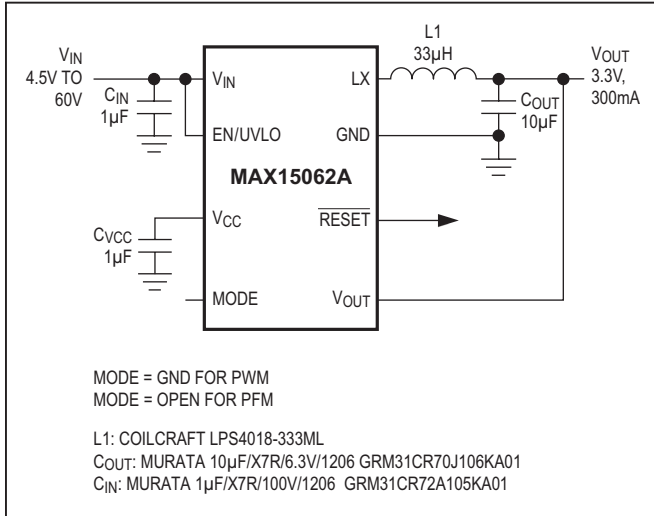 VIN
4.5V TO
60V
CIN
1µF
VIN
EN/UVLO
VCC
CVCC
1µF
MODE
MAX15062A
LX
GND
RESET
VOUT
L1
33µH
COUT
10µF
VOUT
3.3V,
300mA
MODE = GND FOR PWM
MODE = OPEN FOR PFM
L1: COILCRAFT LPS4018-333ML
COUT: MURATA 10µF/X7R/6.3V/1206 GRM31CR70J106KA01
CIN: MURATA 1µF/X7R/100V/1206 GRM31CR72A105KA01